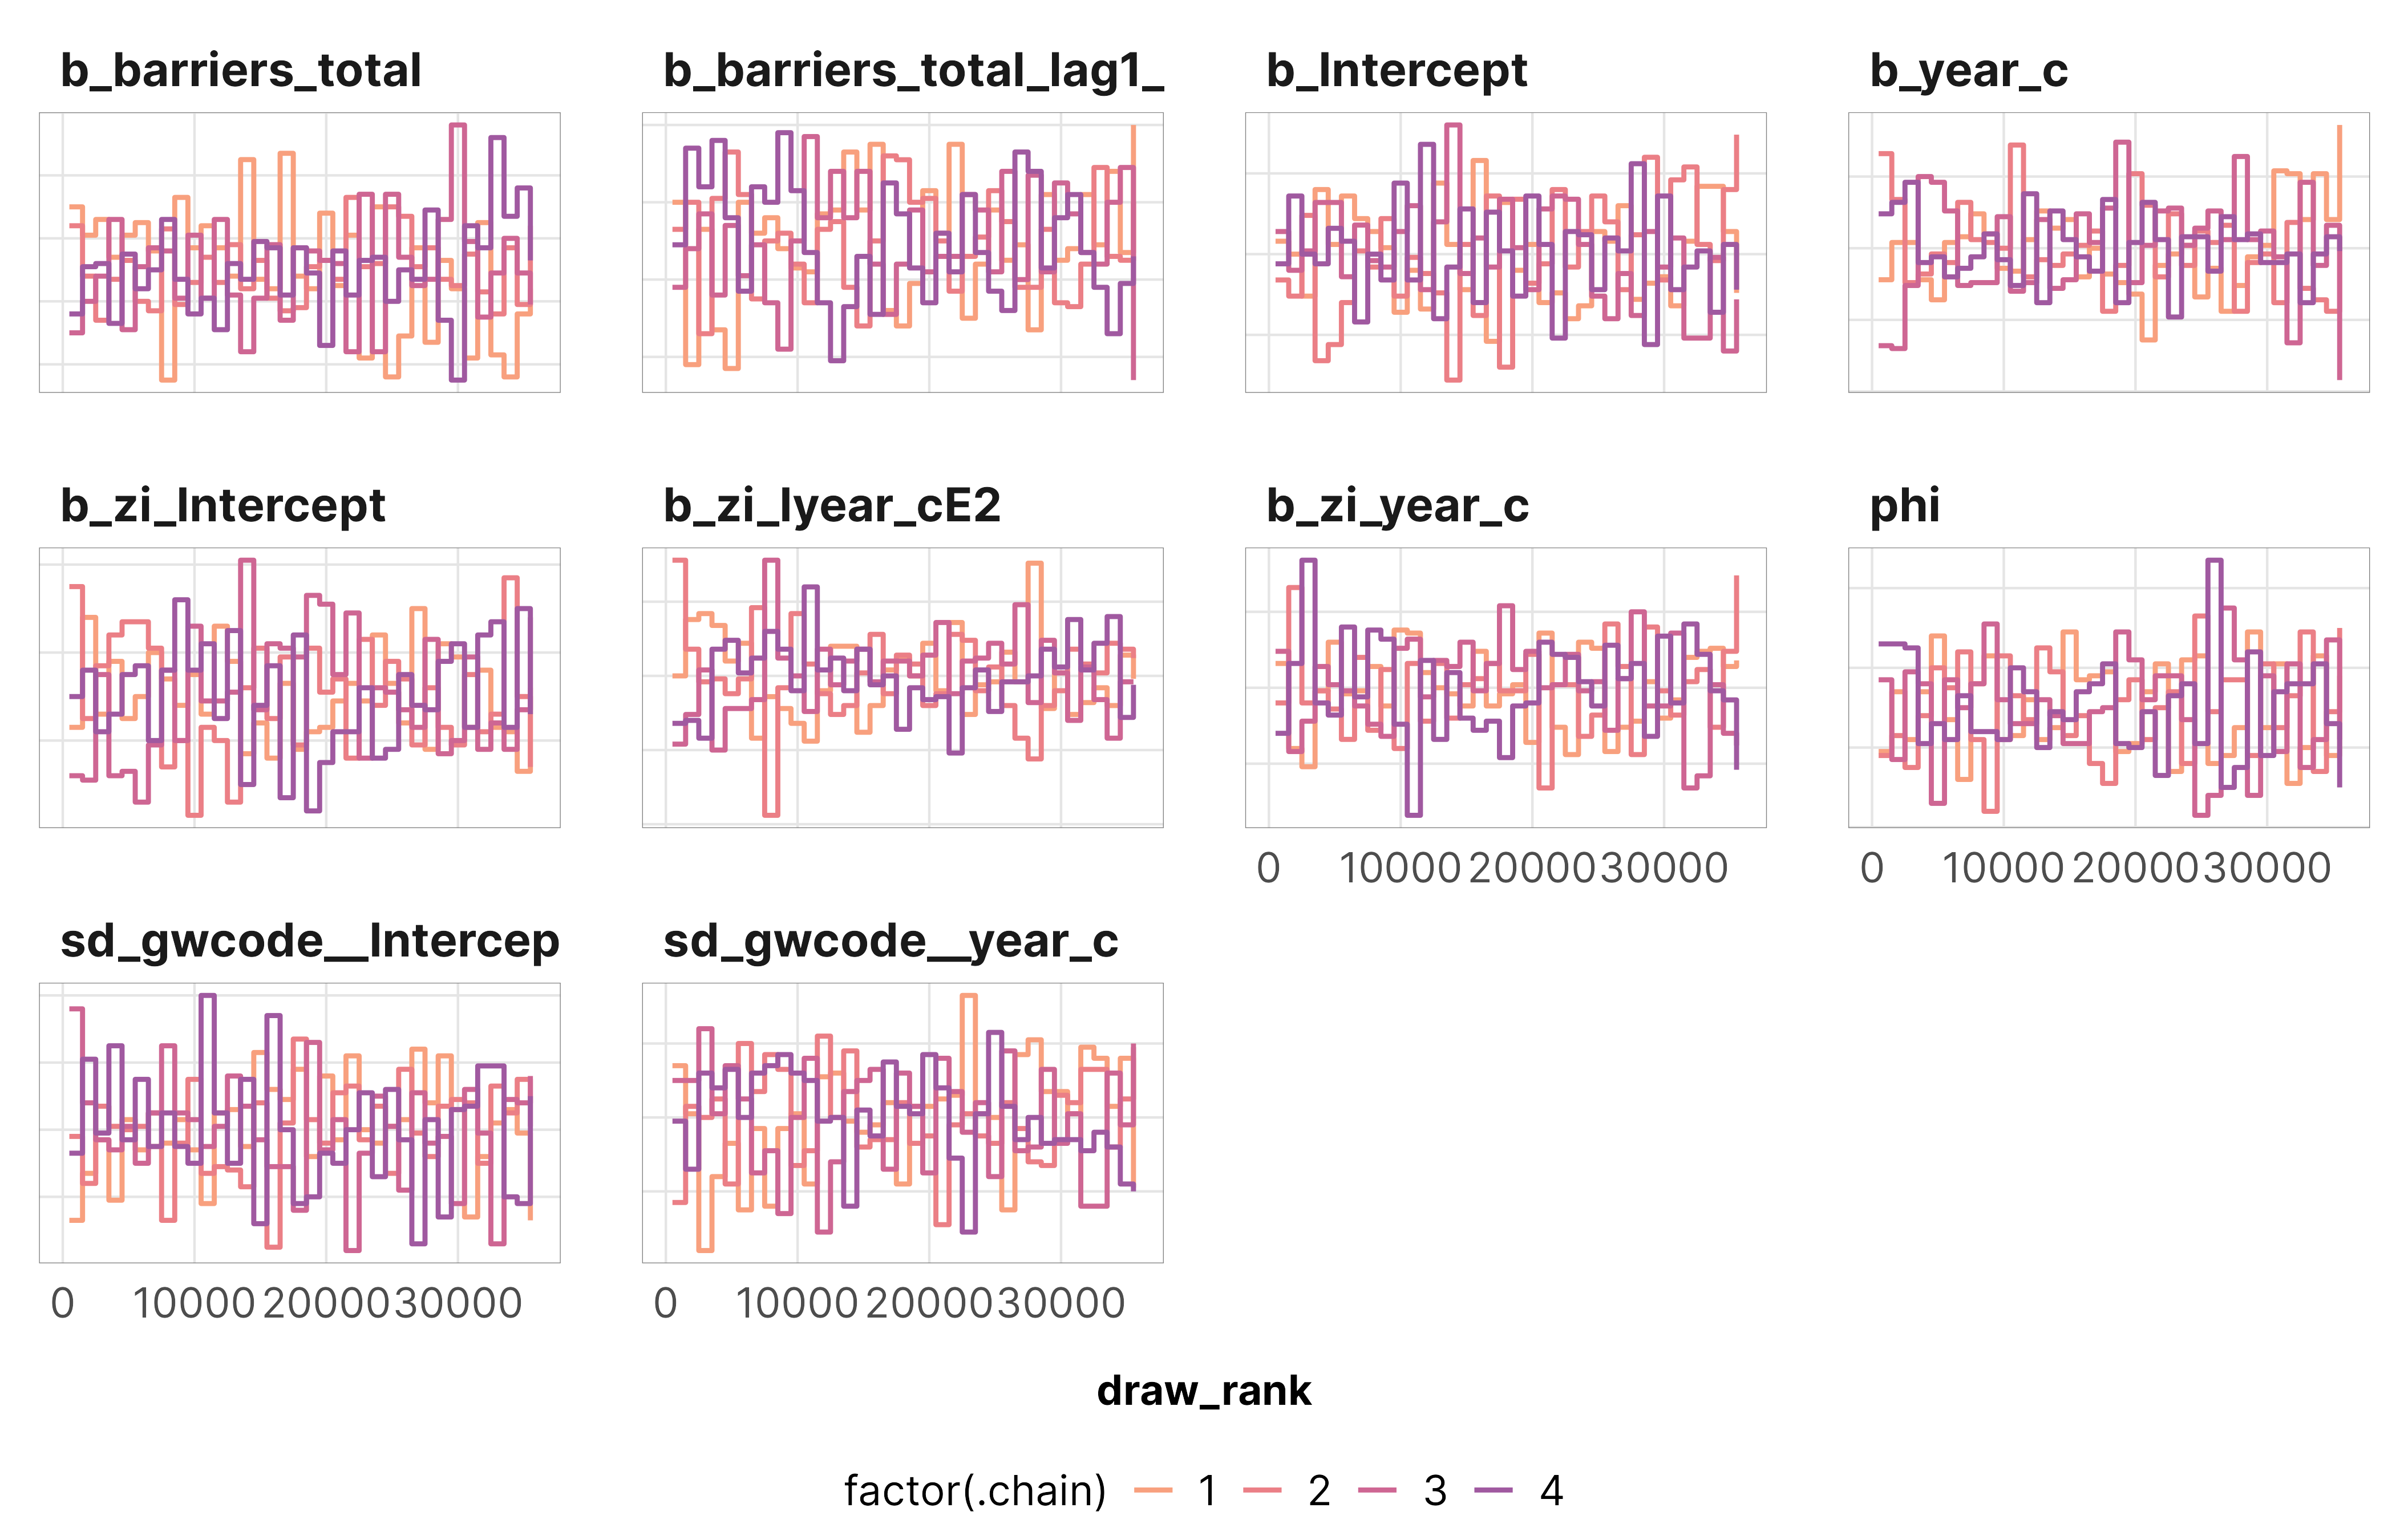 b_barriers_total b_barriers_total_lag1_ b_Intercept b_year_c
b_zi_Intercept b_zi_Iyear_cE2 b_zi_year_c phi
0 10000 20000 30000 0 10000 20000 30000
sd_gwcode__Intercep sd_gwcode__year_c
0 10000 20000 30000 0 10000 20000 30000
draw_rank
factor(.chain) 1 2 3 4